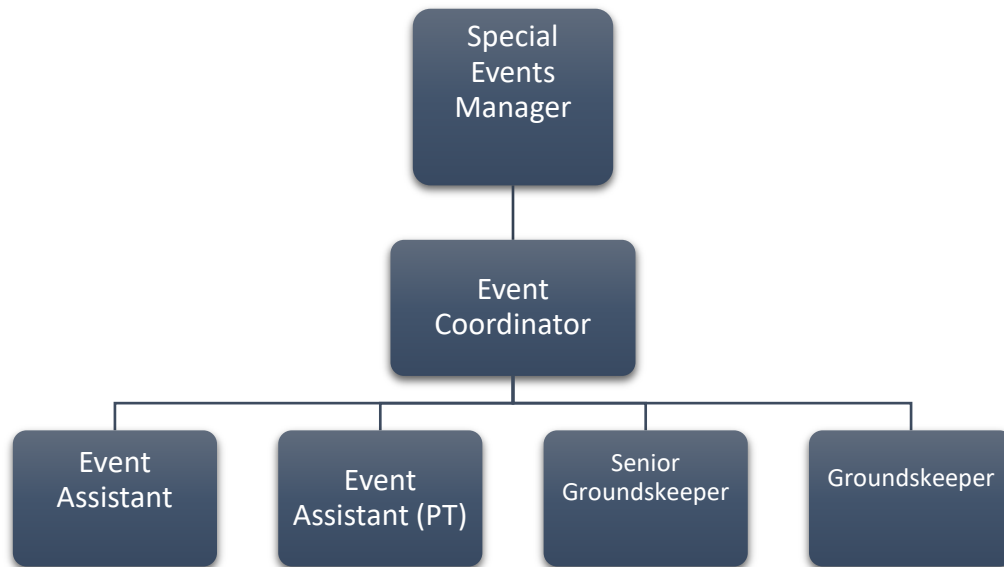 Special
Events
Manager
Event
Coordinator
Event
Assistant
Event
Assistant (PT)
Senior
Groundskeeper
Groundskeeper